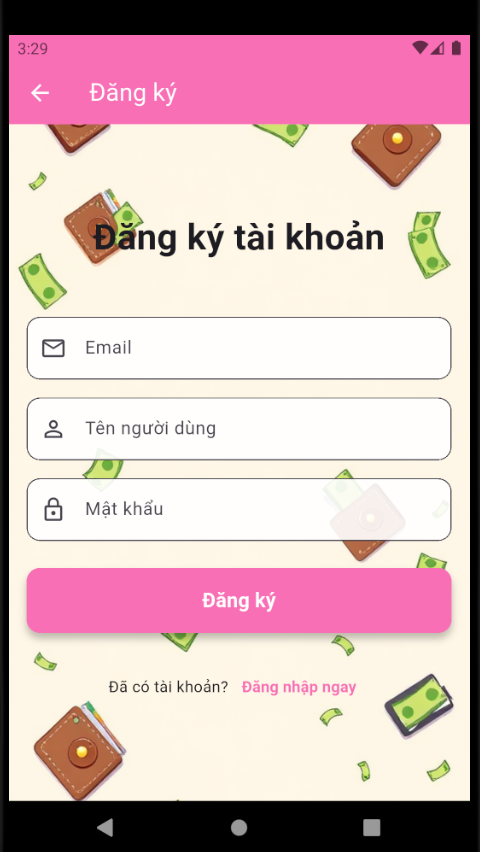 3:29
Đăng ký
Đăng ký tài khoản
Email
Tên người dùng
Mật khẩu
Đăng ký
Đã có tài khoản? Đăng nhập ngay